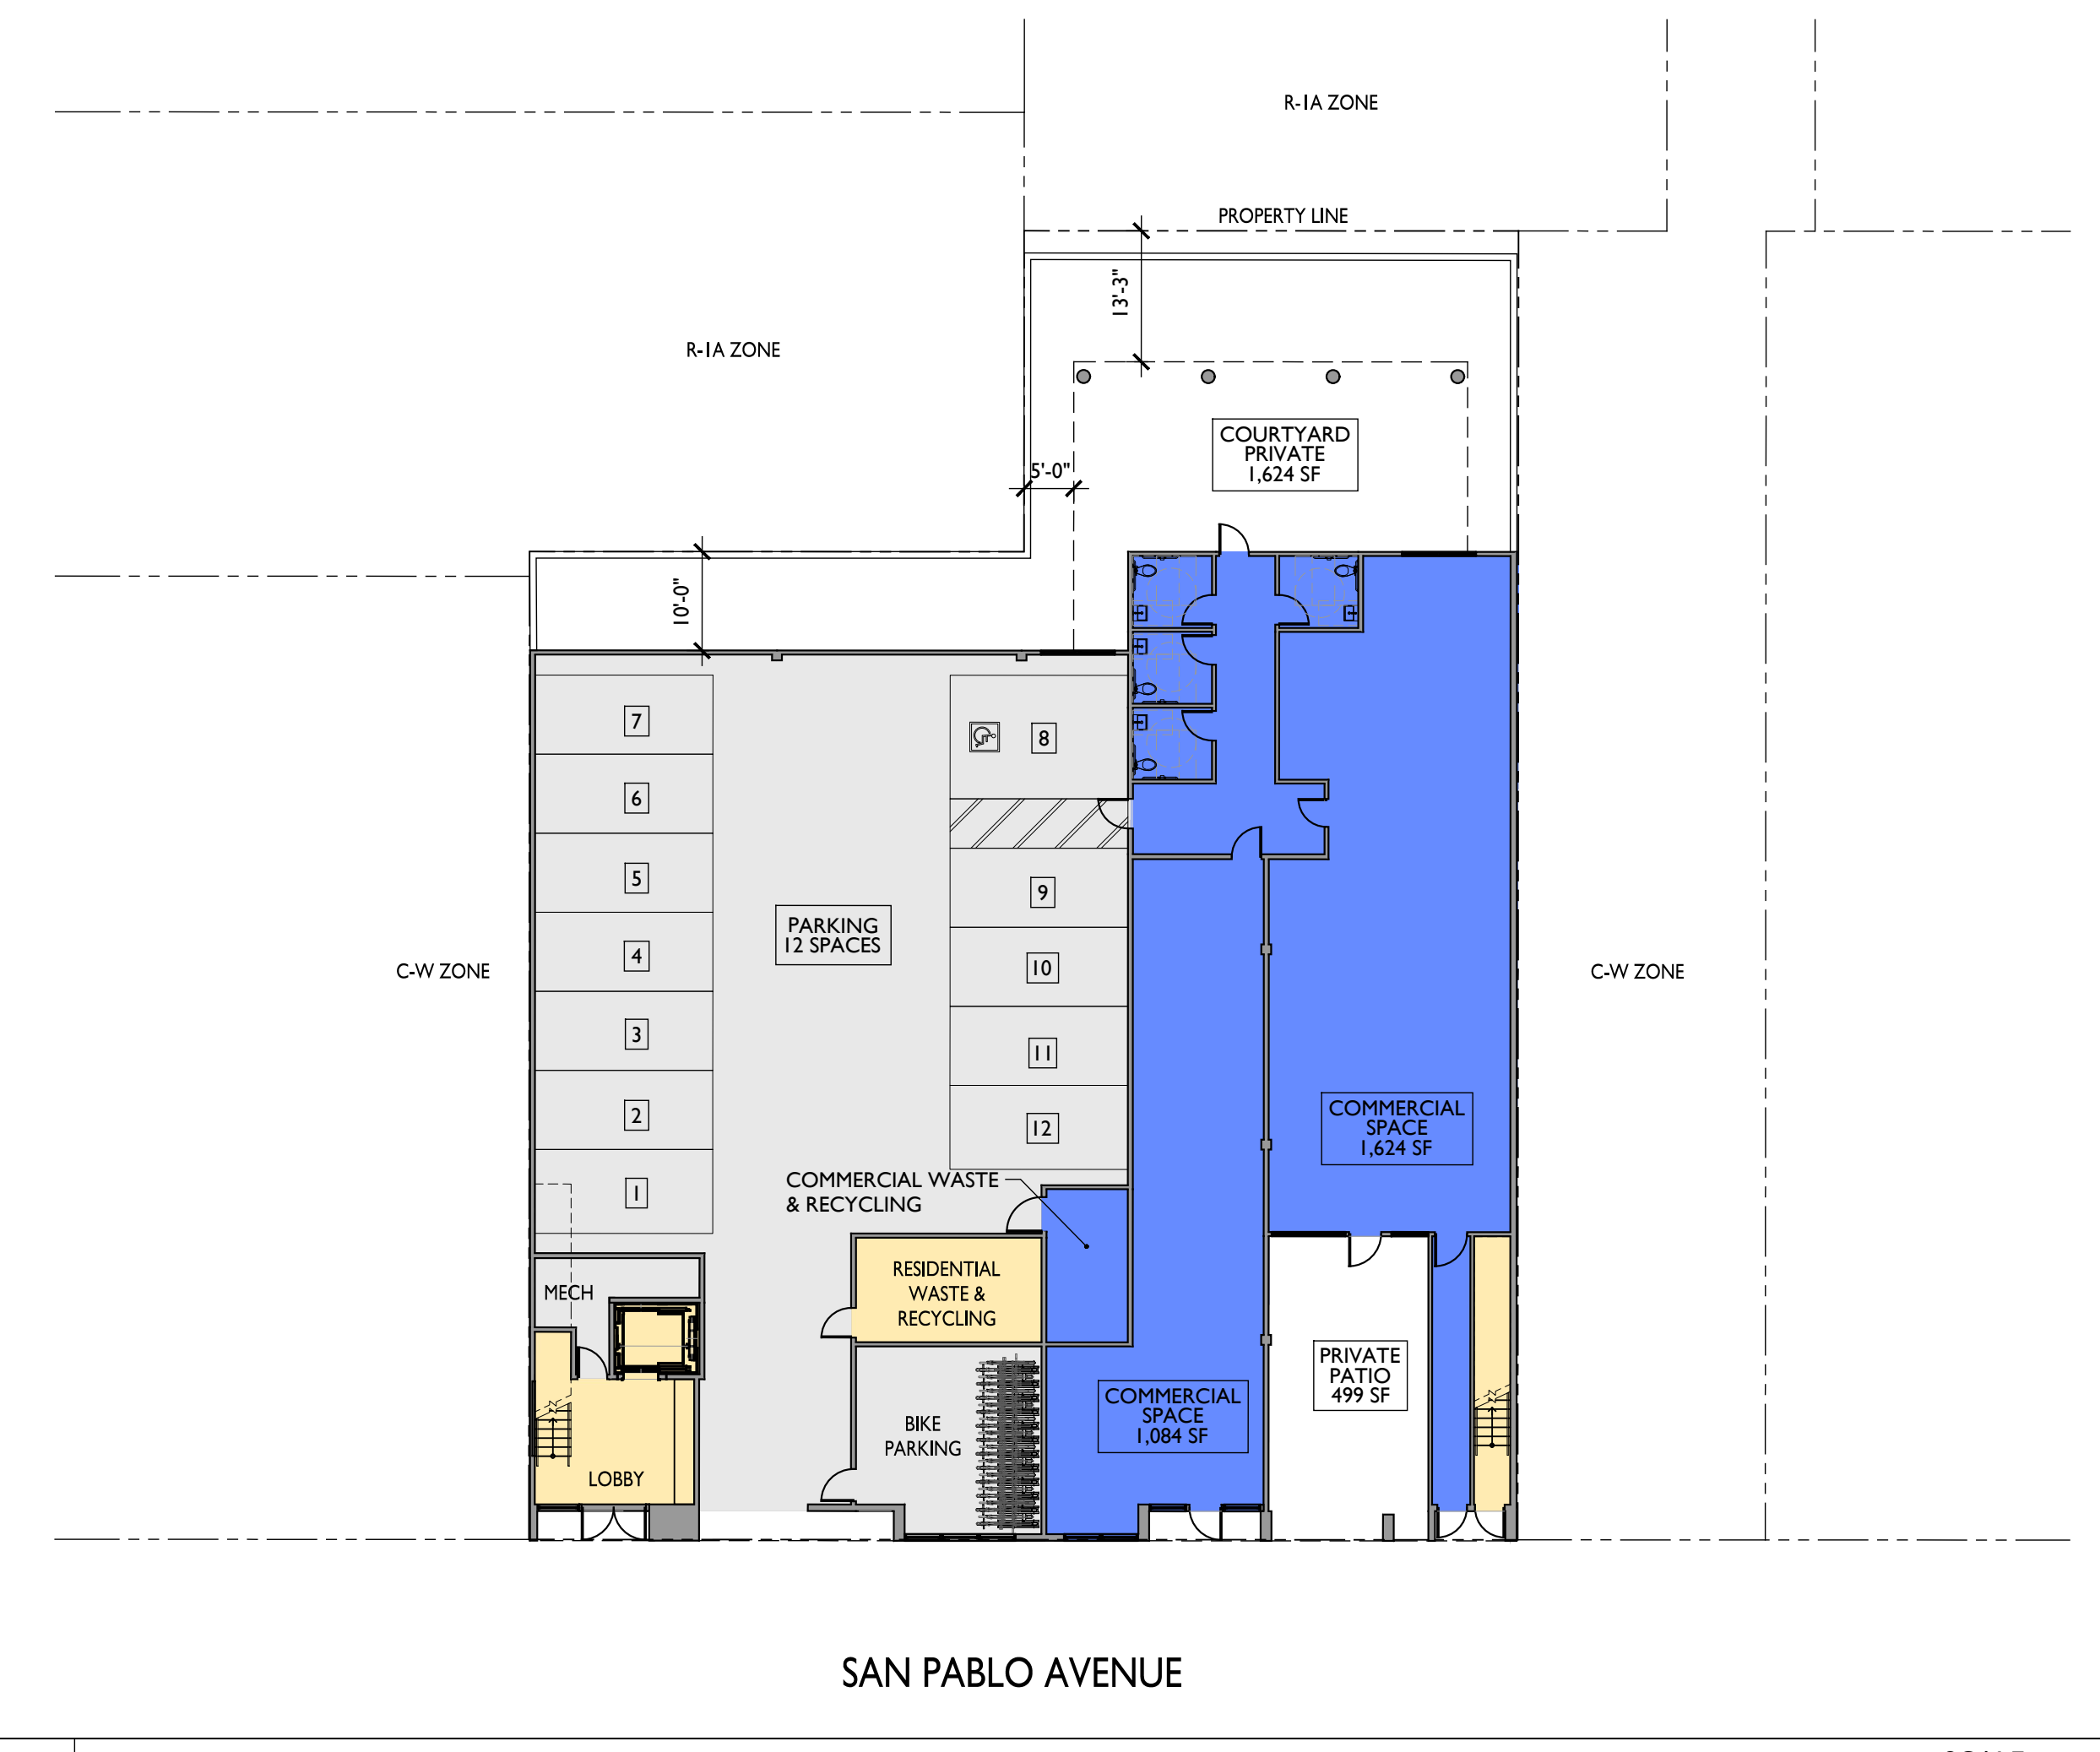 R-1A ZONE
PROPERTY LINE
13'-3"
R-1A ZONE
COURTYARD
PRIVATE
1,624 SF
5'-0"
10'-0"
7
8
6
5
9
PARKING
12 SPACES
4
10
C-W ZONE
C-W ZONE
3
11
2
12
COMMERCIAL
SPACE
1,624 SF
COMMERCIAL WASTE
& RECYCLING
1
RESIDENTIAL
WASTE &
RECYCLING
MECH
PRIVATE
PATIO
499 SF
COMMERCIAL
SPACE
1,084 SF
BIKE
PARKING
LOBBY
SAN PABLO AVENUE